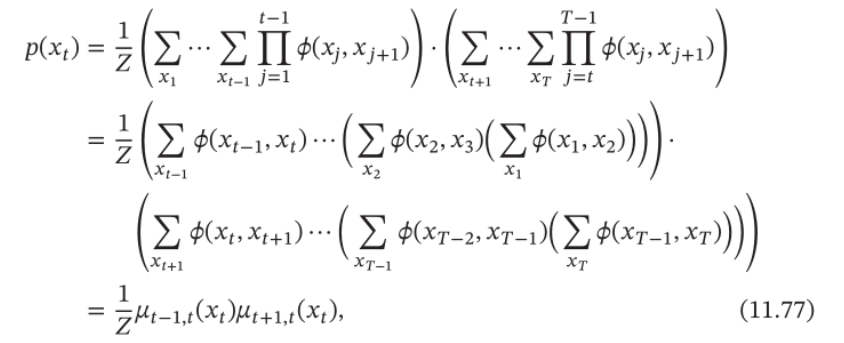 p(x_t) = \frac{1}{Z} \left( \sum_{x_1} \cdots \sum_{x_{t-1}} \prod_{j=1}^{t-1} \phi(x_j, x_{j+1}) \right) \cdot \left( \sum_{x_{t+1}} \cdots \sum_{x_T} \prod_{j=t}^{T-1} \phi(x_j, x_{j+1}) \right)
= \frac{1}{Z} \left( \sum_{x_{t-1}} \phi(x_{t-1}, x_t) \cdots \left( \sum_{x_2} \phi(x_2, x_3) \left( \sum_{x_1} \phi(x_1, x_2) \right) \right) \right) \cdot
\left( \sum_{x_{t+1}} \phi(x_t, x_{t+1}) \cdots \left( \sum_{x_{T-1}} \phi(x_{T-2}, x_{T-1}) \left( \sum_{x_T} \phi(x_{T-1}, x_T) \right) \right) \right)
= \frac{1}{Z} \mu_{t-1,t}(x_t) \mu_{t+1,t}(x_t), (11.77)